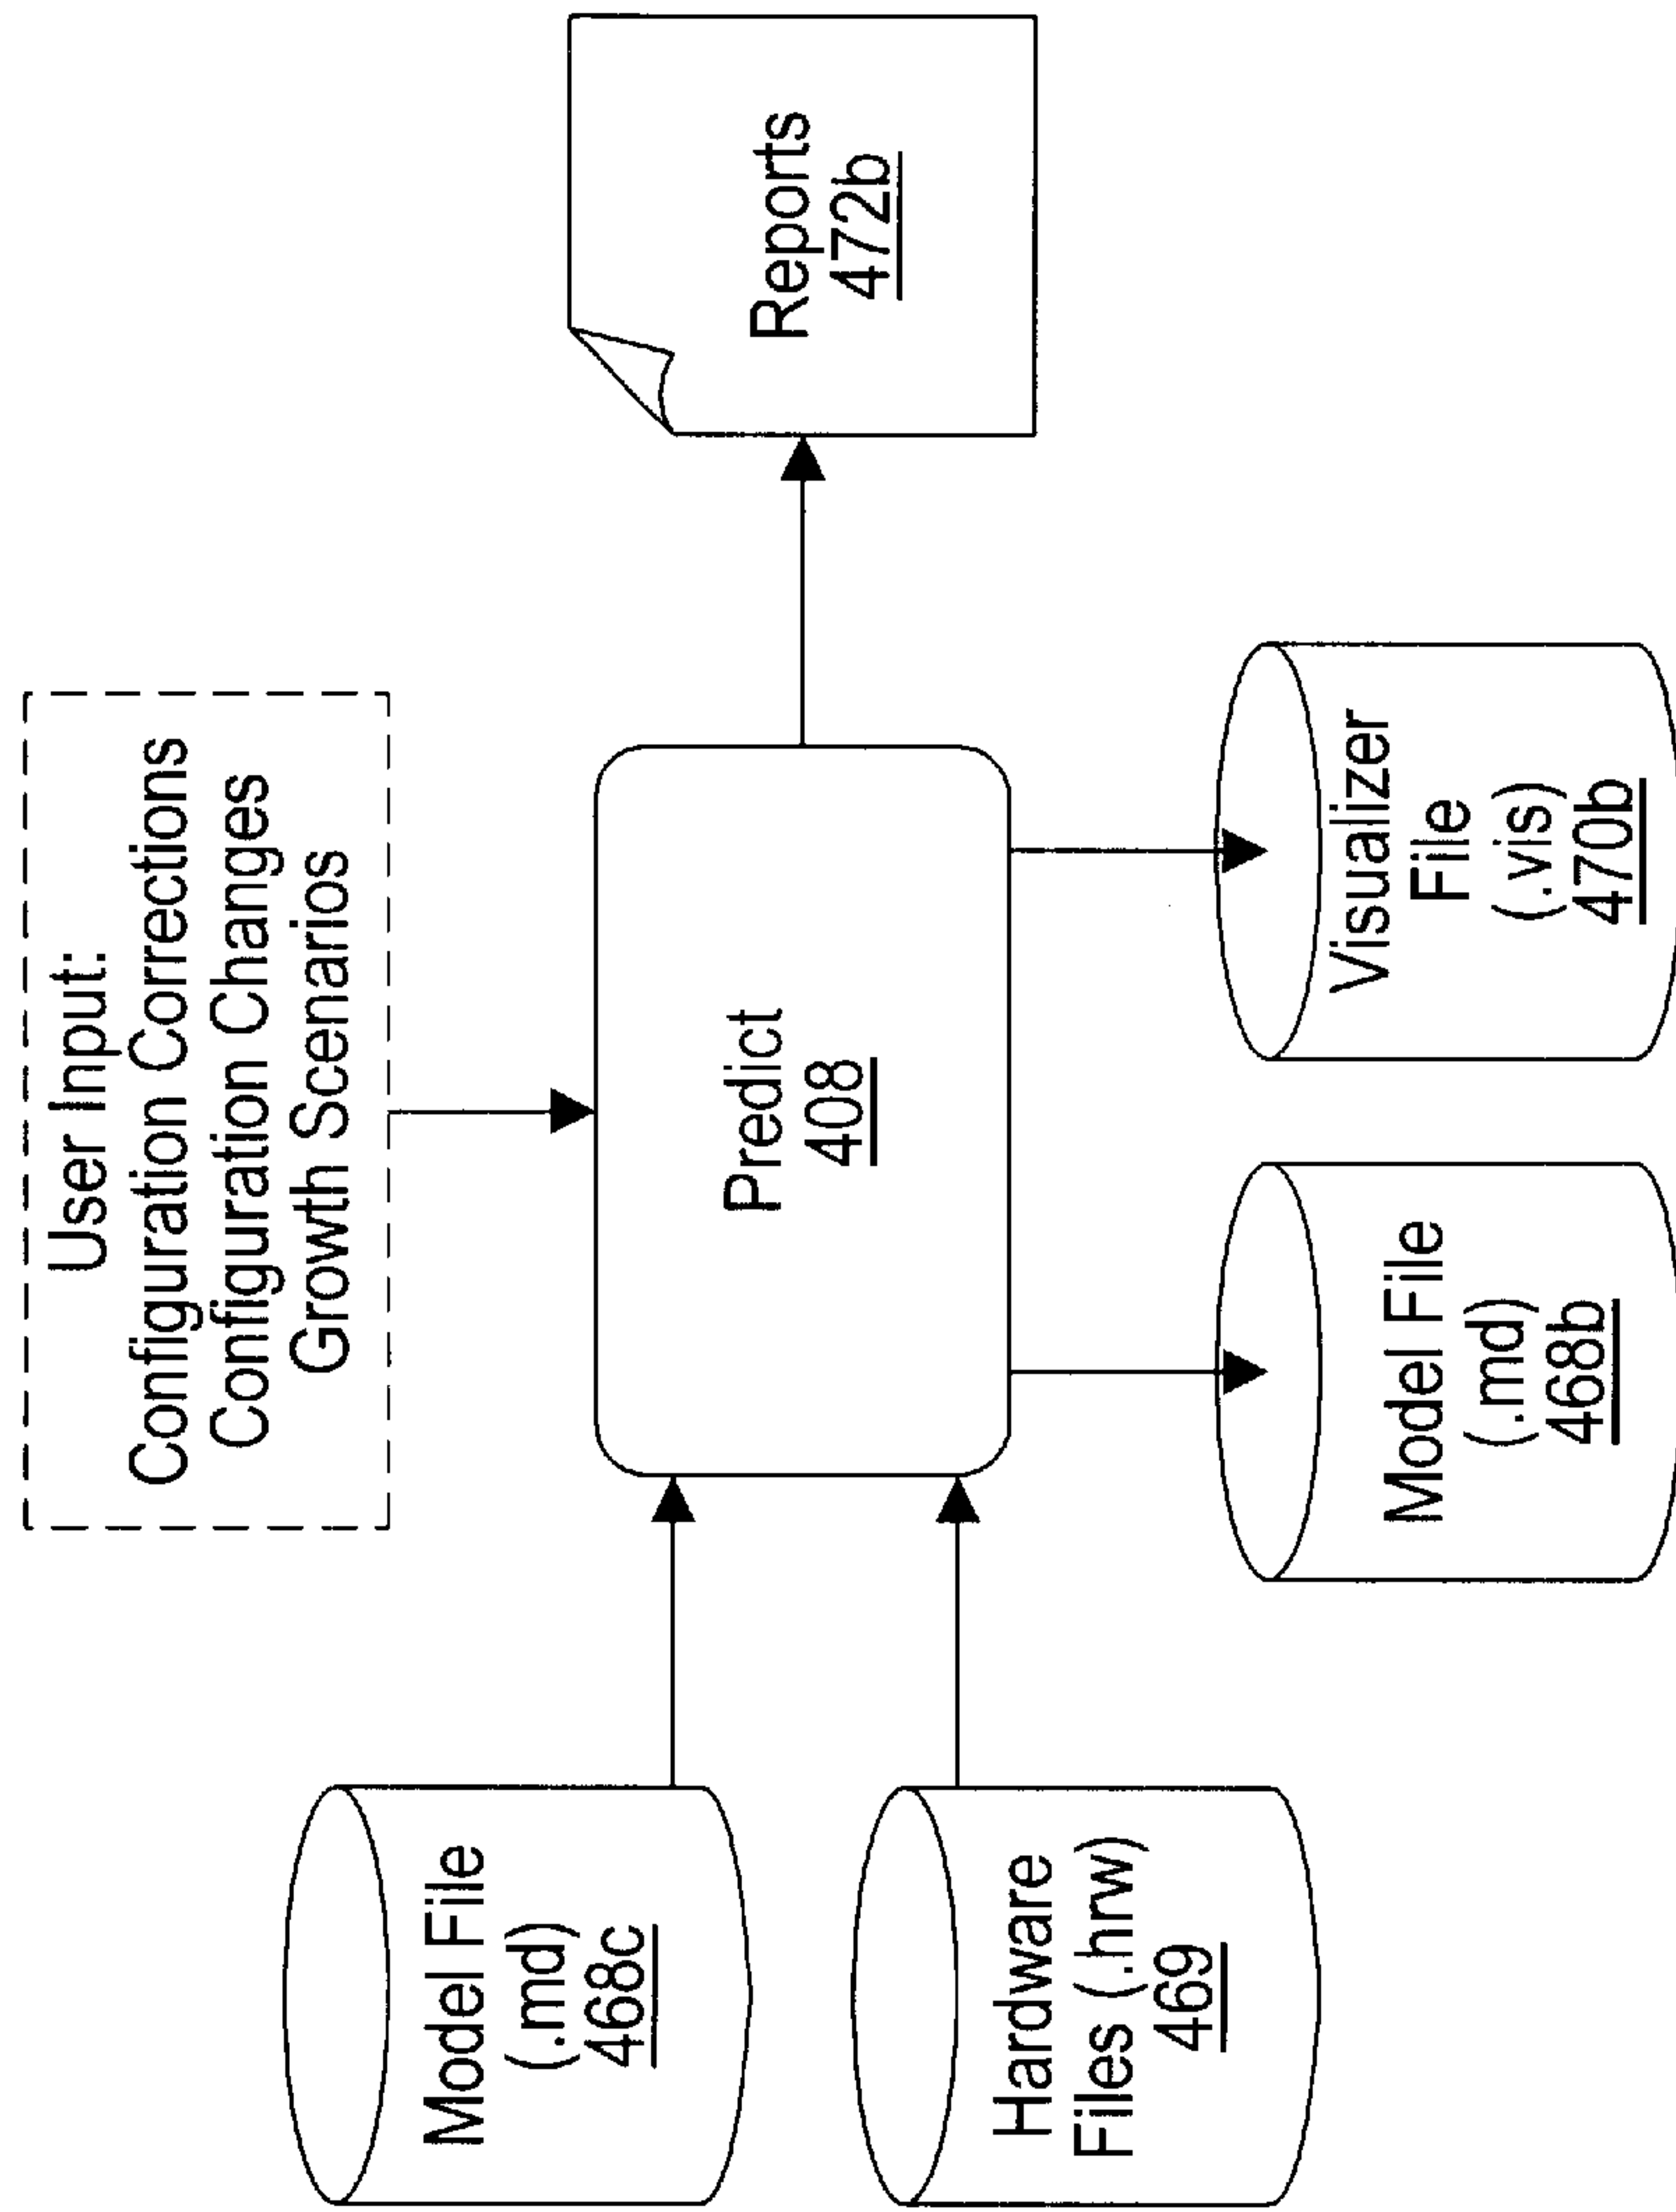 User Input:
Configuration Corrections
Configuration Changes
Growth Scenarios
Model File
(.md)
468c
Hardware
Files (.hrw)
469
Predict
408
Reports
472b
Model File
(.md)
468b
Visualizer
File
(.vis)
470b